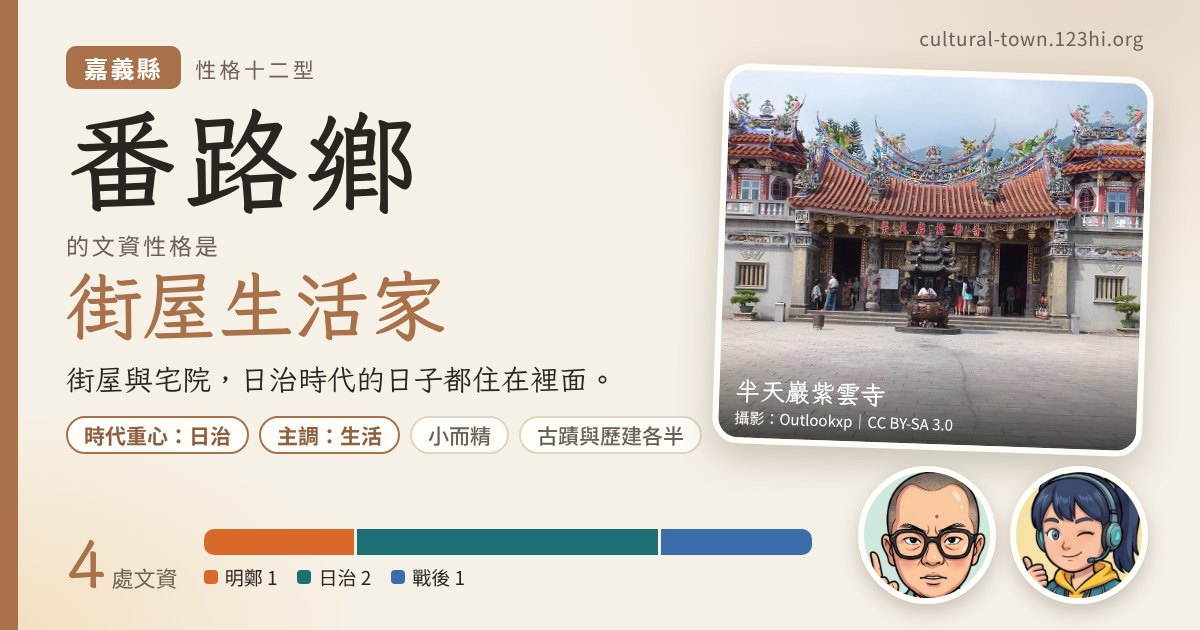 嘉義縣 性格十二型
cultural-town.123hi.org
番路鄉
的文資性格是
街屋生活家
街屋與宅院，日治時代的日子都住在裡面。
時代重心：日治 主調：生活 小而精 古蹟與歷建各半
半天巖紫雲寺
攝影：Outlookxp｜CC BY-SA 3.0
4 處文資
明鄭 1 日治 2 戰後 1